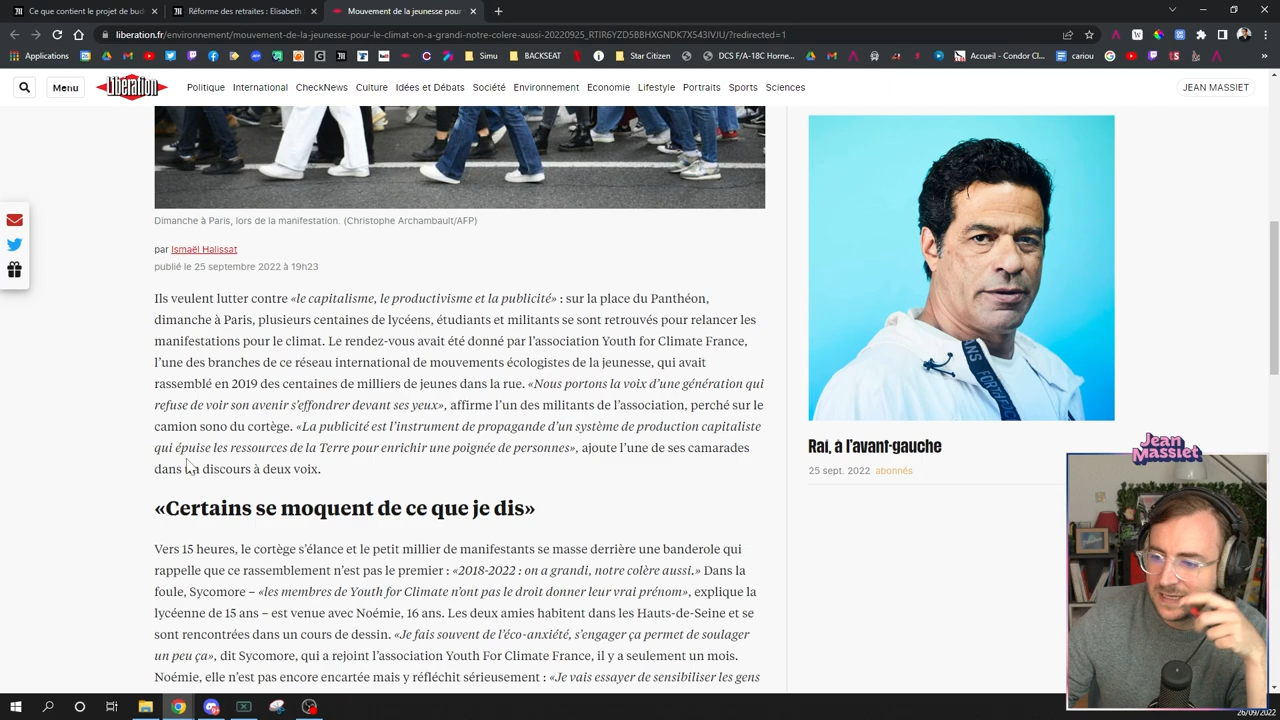 Ce que contient le projet de bud
Réforme des retraites : Elisabeth
Mouvement de la jeunesse pour
liberation.fr/environnement/mouvement-de-la-jeunesse-pour-le-climat-on-a-grandi-notre-colere-aussi-20220925_RTIR6YZD5BBHXGNDK7X543IVJU/?redirected=1
Applications
Simu
BACKSEAT
Star Citizen
DCS F/A-18C Horne...
Accueil - Condor Cl...
cariou
Menu
Libération
Politique International CheckNews Culture Idées et Débats Société Environnement Economie Lifestyle Portraits Sports Sciences
JEAN MASSIET
Dimanche à Paris, lors de la manifestation. (Christophe Archambault/AFP)
par Ismaël Halissat
publié le 25 septembre 2022 à 19h23
Ils veulent lutter contre «le capitalisme, le productivisme et la publicité» : sur la place du Panthéon,
dimanche à Paris, plusieurs centaines de lycéens, étudiants et militants se sont retrouvés pour relancer les
manifestations pour le climat. Le rendez-vous avait été donné par l’association Youth for Climate France,
l’une des branches de ce réseau international de mouvements écologistes de la jeunesse, qui avait
rassemblé en 2019 des centaines de milliers de jeunes dans la rue. «Nous portons la voix d’une génération qui
refuse de voir son avenir s’effondrer devant ses yeux», affirme l’un des militants de l’association, perché sur le
camion sono du cortège. «La publicité est l’instrument de propagande d’un système de production capitaliste
qui épuise les ressources de la Terre pour enrichir une poignée de personnes», ajoute l’une de ses camarades
dans un discours à deux voix.
«Certains se moquent de ce que je dis»
Vers 15 heures, le cortège s’élance et le petit millier de manifestants se masse derrière une banderole qui
rappelle que ce rassemblement n’est pas le premier : «2018-2022 : on a grandi, notre colère aussi.» Dans la
foule, Sycomore – «les membres de Youth for Climate n’ont pas le droit donner leur vrai prénom», explique la
lycéenne de 15 ans – est venue avec Noémie, 16 ans. Les deux amies habitent dans les Hauts-de-Seine et se
sont rencontrées dans un cours de dessin. «Je fais souvent de l’éco-anxiété, s’engager ça permet de soulager
un peu ça», dit Sycomore, qui a rejoint l’association Youth For Climate France, il y a seulement un mois.
Noémie, elle n’est pas encore encartée mais y réfléchit sérieusement : «Je vais essayer de sensibiliser les gens
Raí, à l’avant-gauche
25 sept. 2022 abonnés
Jean
Massiet
26/09/2022